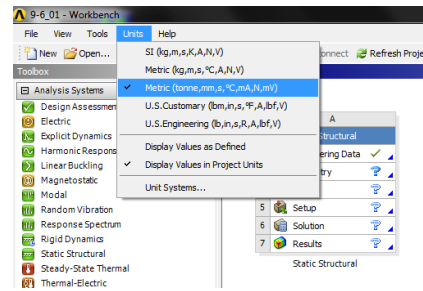 9-6_01 - Workbench
File View Tools Units Help
New Open... onnect Refresh Proje
Toolbox
Analysis Systems
Design Assessmen
Electric
Explicit Dynamics
Harmonic Respons
Linear Buckling
Magnetostatic
Modal
Random Vibration
Response Spectrum
Rigid Dynamics
Static Structural
Steady-State Thermal
Thermal-Electric
SI (kg,m,s,K,A,N,V)
Metric (kg,m,s,ºC,A,N,V)
Metric (tonne,mm,s,ºC,mA,N,mV)
U.S.Customary (lbm,in,s,ºF,A,lbf,V)
U.S.Engineering (lb,in,s,R,A,lbf,V)
Display Values as Defined
Display Values in Project Units
Unit Systems...
A
Structural
ering Data
try
5 Setup
6 Solution
7 Results
Static Structural